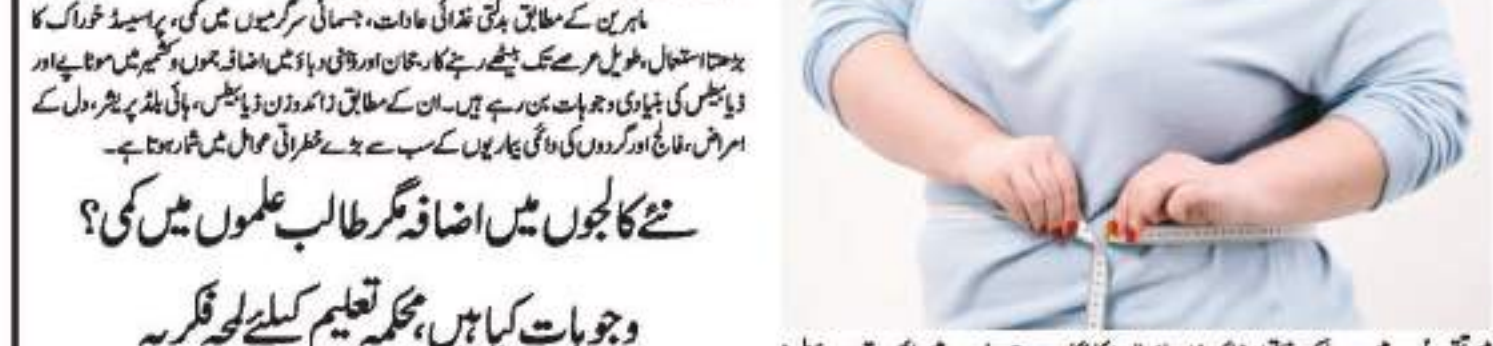 ماہرین کے مطابق بدلتی غذائی عادات، جسمانی سرگرمیوں میں کمی، پراسیسڈ خوراک کا
بڑھتا استعمال، طویل عرصے تک بیٹھے رہنے کا رجحان اور ذہنی دباؤ میں اضافہ جموں و کشمیر میں موٹاپے اور
ذیابیطس کی بنیادی وجوہات بن رہے ہیں۔ ان کے مطابق زائد وزن ذیابیطس، ہائی بلڈ پریشر، دل کے
امراض، فالج اور گردوں کی دائمی بیماریوں کے سب سے بڑے خطراتی عوامل میں شمار ہوتا ہے۔
نئے کالجوں میں اضافہ مگر طالب علموں میں کمی؟
وجوہات کیا ہیں، محکمہ تعلیم کیلئے لمحہ فکریہ